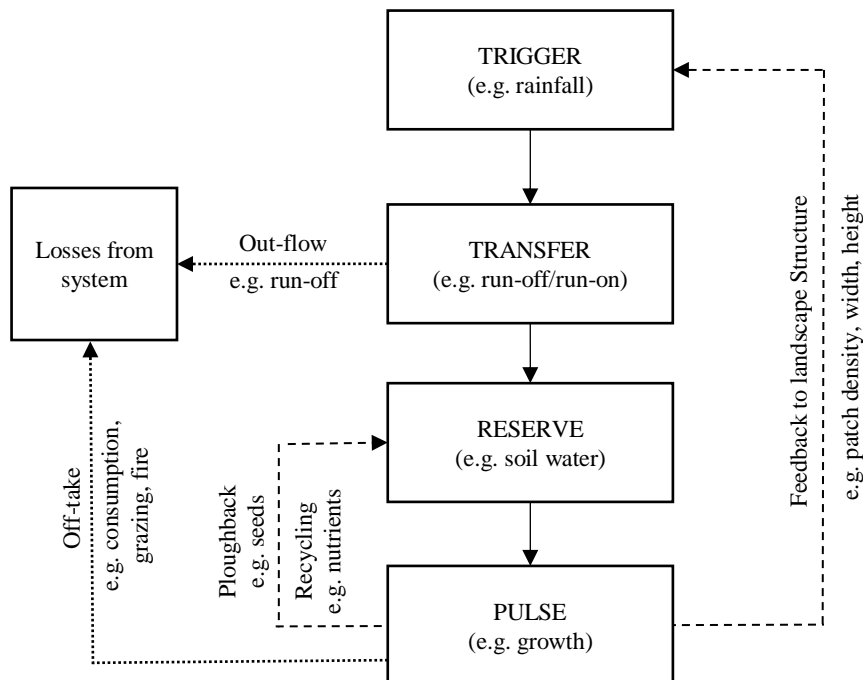 TRIGGER
(e.g. rainfall)
Losses from
system
Out-flow
e.g. run-off
TRANSFER
(e.g. run-off/run-on)
RESERVE
(e.g. soil water)
PULSE
(e.g. growth)
Off-take
e.g. consumption,
grazing, fire
Ploughback
e.g. seeds
Recycling
e.g. nutrients
Feedback to landscape Structure
e.g. patch density, width, height